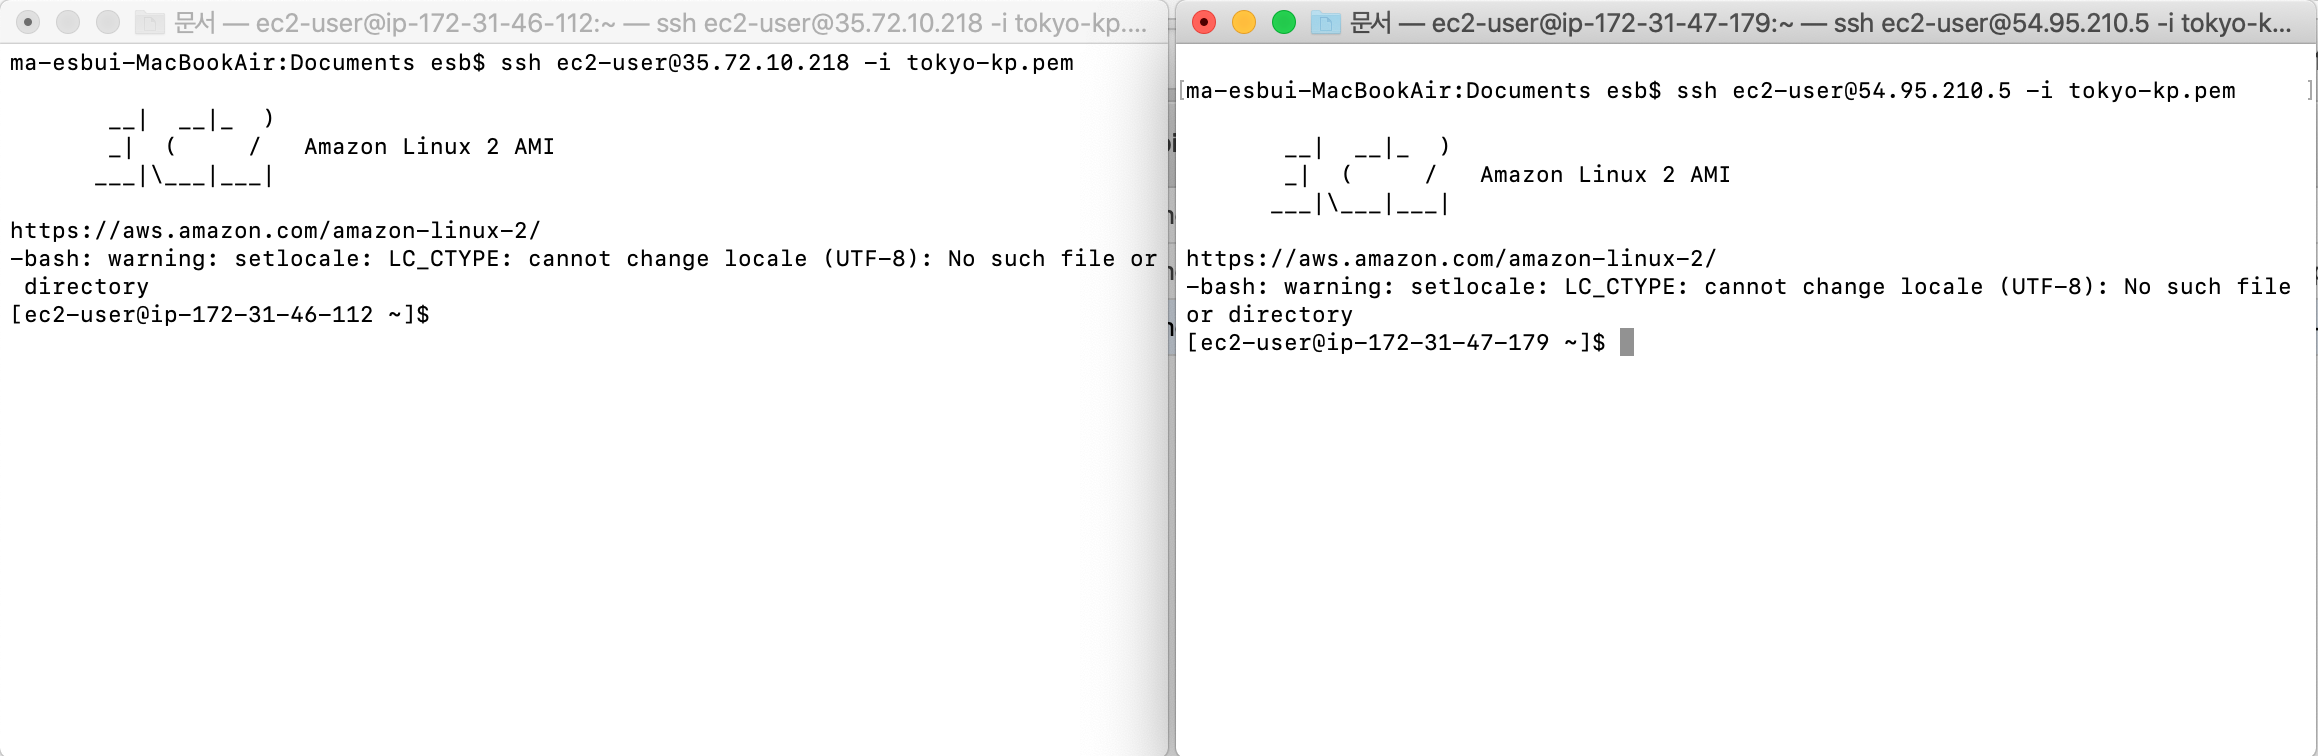 문서 — ec2-user@ip-172-31-46-112:~ — ssh ec2-user@35.72.10.218 -i tokyo-kp....
ma-esbui-MacBookAir:Documents esb$ ssh ec2-user@35.72.10.218 -i tokyo-kp.pem
       __|  __|_  )
       _|  (     /   Amazon Linux 2 AMI
      ___|\___|___|
https://aws.amazon.com/amazon-linux-2/
-bash: warning: setlocale: LC_CTYPE: cannot change locale (UTF-8): No such file or
 directory
[ec2-user@ip-172-31-46-112 ~]$
문서 — ec2-user@ip-172-31-47-179:~ — ssh ec2-user@54.95.210.5 -i tokyo-k...
[ma-esbui-MacBookAir:Documents esb$ ssh ec2-user@54.95.210.5 -i tokyo-kp.pem ]
       __|  __|_  )
       _|  (     /   Amazon Linux 2 AMI
      ___|\___|___|
https://aws.amazon.com/amazon-linux-2/
-bash: warning: setlocale: LC_CTYPE: cannot change locale (UTF-8): No such file
or directory
[ec2-user@ip-172-31-47-179 ~]$